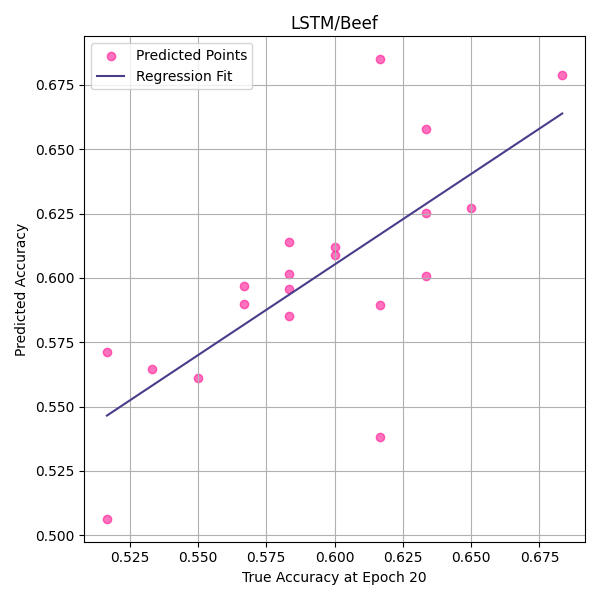 LSTM/Beef
Predicted Points
Regression Fit
Predicted Accuracy
0.675
0.650
0.625
0.600
0.575
0.550
0.525
0.500
0.525 0.550 0.575 0.600 0.625 0.650 0.675
True Accuracy at Epoch 20